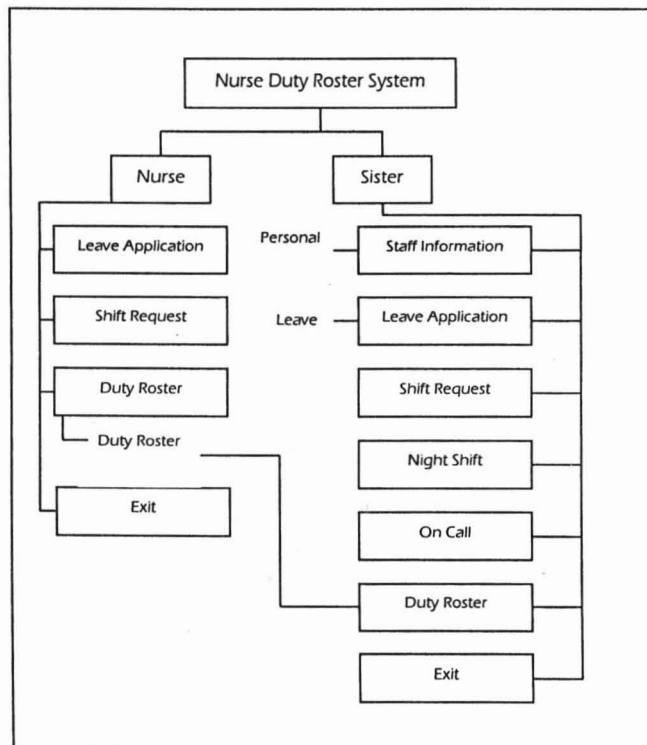 Nurse Duty Roster System
Nurse
Sister
Leave Application
Shift Request
Duty Roster
Duty Roster
Exit
Personal
Staff Information
Leave
Leave Application
Shift Request
Night Shift
On Call
Duty Roster
Exit